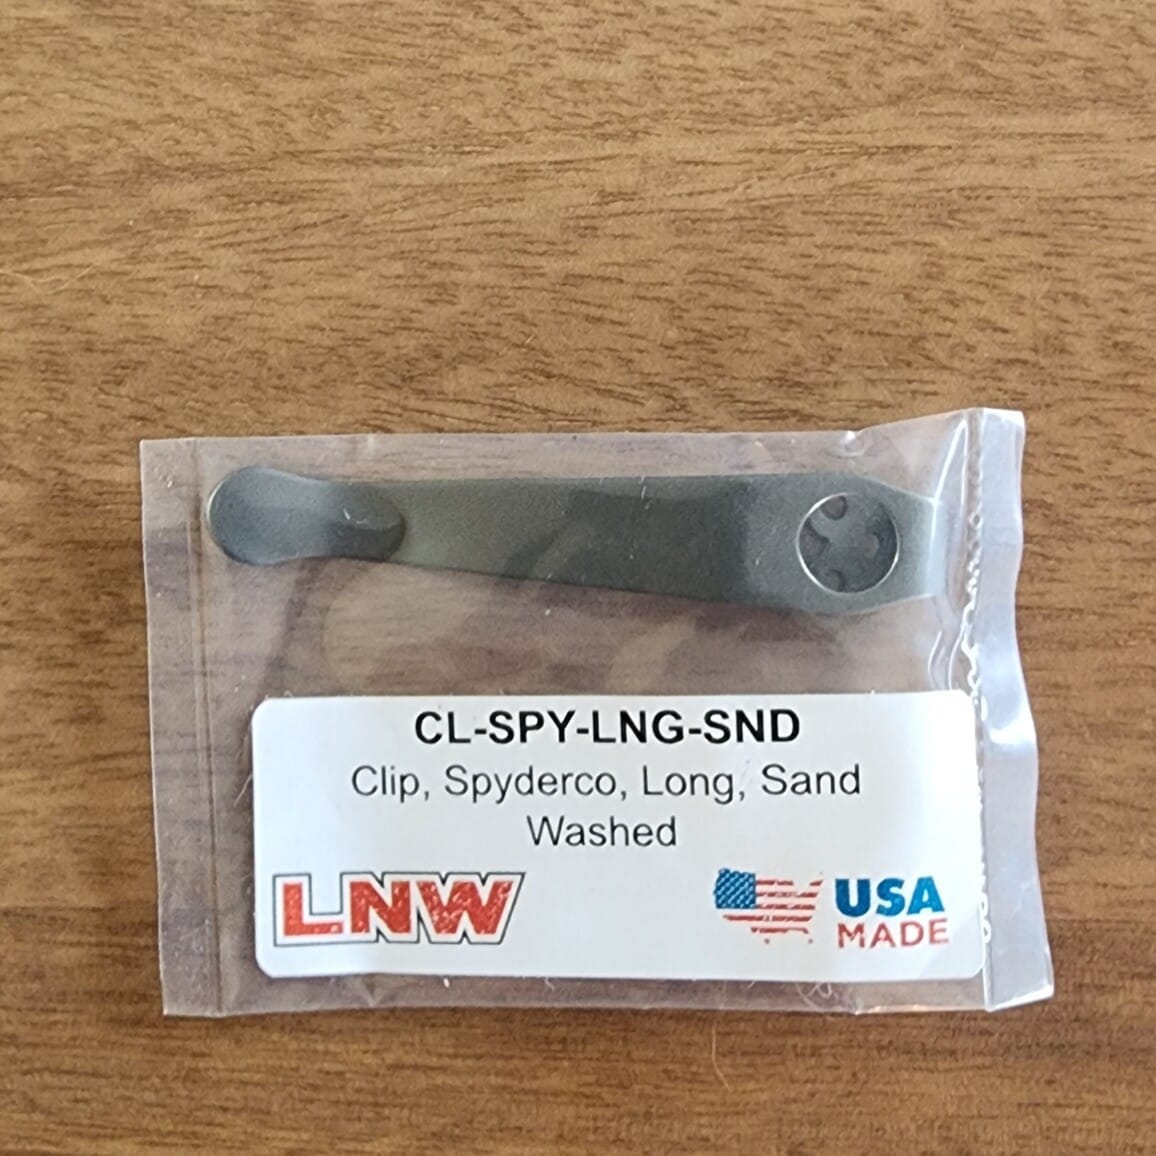 CL-SPY-LNG-SND
Clip, Spyderco, Long, Sand
Washed
LNW
USA
MADE